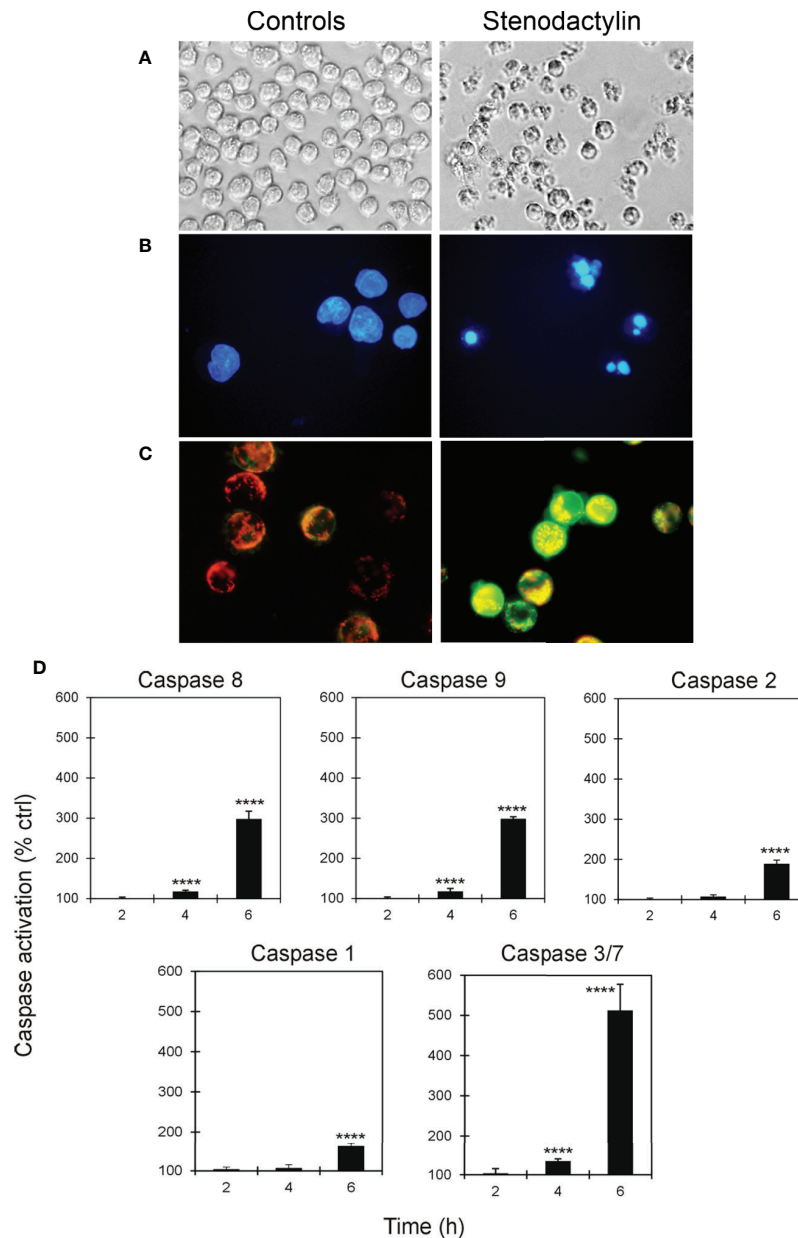 Controls Stenodactylin
A
B
C
D
Caspase 8 Caspase 9 Caspase 2
600 600 600
500 500 500
400 400 400
300 300 300
200 200 200
100 100 100
**** **** **** **** ****
2 4 6 2 4 6 2 4 6
Caspase activation (% ctrl)
Caspase 1 Caspase 3/7
600 600
500 500
400 400
300 300
200 200
100 100
**** **** ****
2 4 6 2 4 6
Time (h)